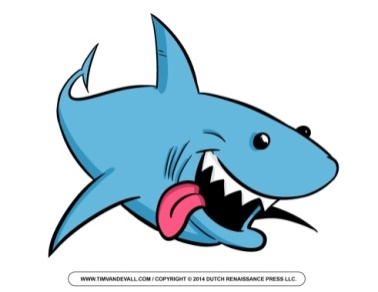 WWW.TIMVANDEVALL.COM / COPYRIGHT © 2014 DUTCH RENAISSANCE PRESS LLC.